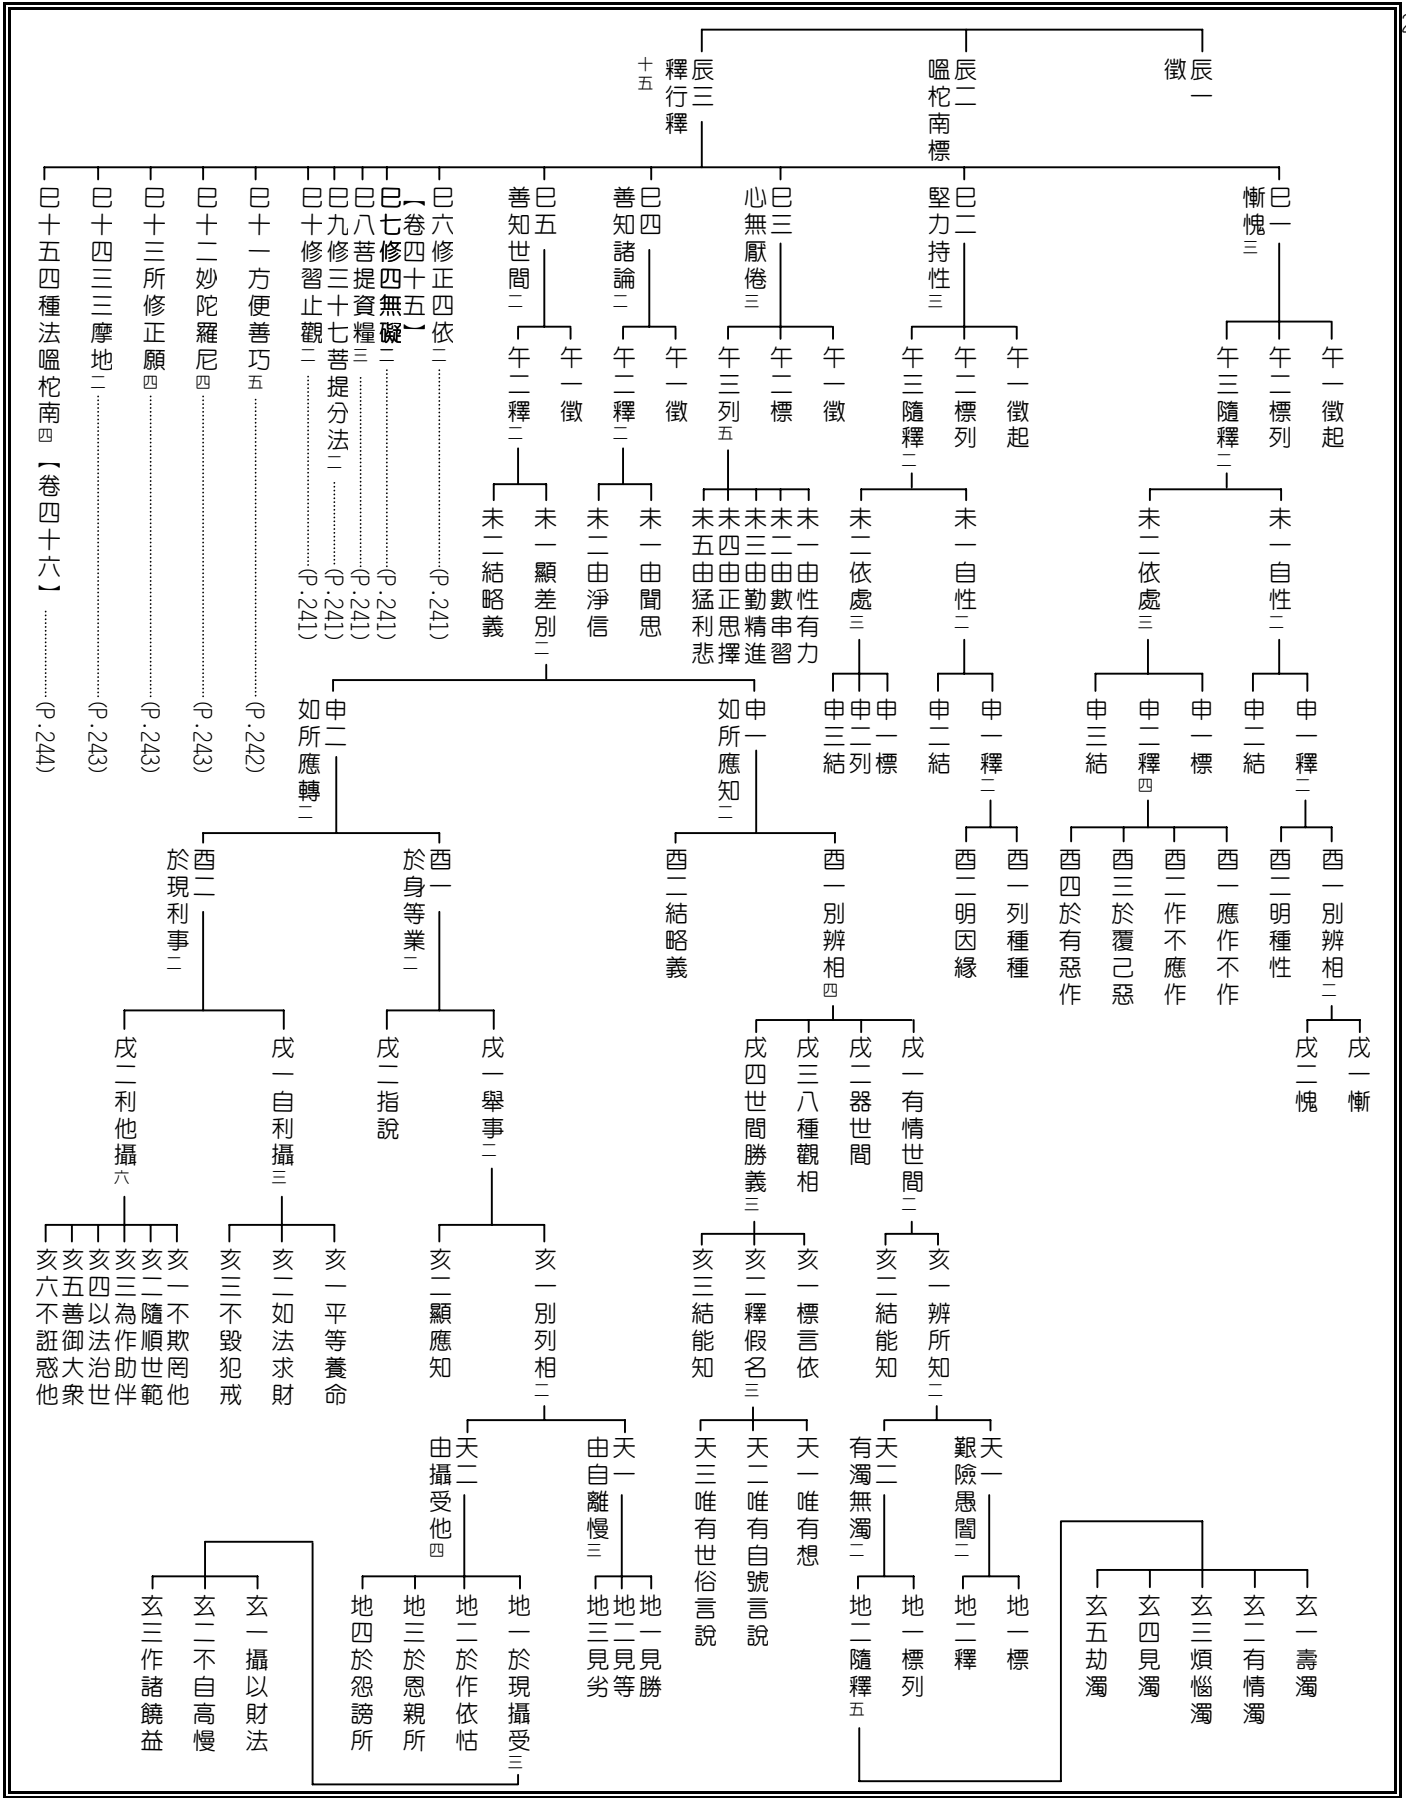 辰一
徵
辰二
嗢柁南標
辰三
釋行釋
十五
巳一
慚愧三
巳二
堅力持性三
巳三
心無厭倦三
巳四
善知諸論二
巳五
善知世間二
巳六修正四依二 (P.241)
【卷四十五】
巳七修四無礙二 (P.241)
巳八菩提資糧三 (P.241)
巳九修三十七菩提分法二 (P.241)
巳十修習止觀二 (P.241)
巳十一方便善巧五 (P.242)
巳十二妙陀羅尼四 (P.243)
巳十三所修正願四 (P.243)
巳十四三三摩地二 (P.243)
巳十五四種法嗢柁南四【卷四十六】 (P.244)
午一徵起
午二標列
午三隨釋二
午一徵起
午二標列
午三隨釋二
午一徵
午二標
午三列五
午一徵
午二釋二
午一徵
午二釋二
未一自性二
未二依處三
未一自性二
未二依處三
未一由性有力
未二由數串習
未三由勤精進
未四由正思擇
未五由猛利悲
未一由聞思
未二由淨信
未一顯差別二
未二結略義
申一釋二
申二結
申一標
申二釋四
申三結
申一釋二
申二結
申一標
申二列
申三結
申一
如所應知二
申二
如所應轉二
酉一別辨相二
酉二明種性
酉一應作不作
酉二作不應作
酉三於覆己惡
酉四於有惡作
酉一列種種
酉二明因緣
酉一別辨相四
酉二結略義
酉一
於身等業二
酉二
於現利事二
戌一慚
戌二愧
戌一有情世間二
戌二器世間
戌三八種觀相
戌四世間勝義三
戌一舉事二
戌二指說
戌一自利攝三
戌二利他攝六
亥一辨所知二
亥二結能知
亥一標言依
亥二釋假名三
亥三結能知
亥一別列相二
亥二顯應知
亥一平等養命
亥二如法求財
亥三不毀犯戒
亥一不欺罔他
亥二隨順世範
亥三為作助伴
亥四以法治世
亥五善御大衆
亥六不誑惑他
天一
艱險愚闇二
天二
有濁無濁二
天一唯有想
天二唯有自號言說
天三唯有世俗言說
天一
由自離慢三
天二
由攝受他四
地一標
地二釋
地一標列
地二隨釋五
地一見勝
地二見等
地三見劣
地一於現攝受三
地二於作依怙
地三於恩親所
地四於怨謗所
玄一壽濁
玄二有情濁
玄三煩惱濁
玄四見濁
玄五劫濁
玄一攝以財法
玄二不自高慢
玄三作諸饒益